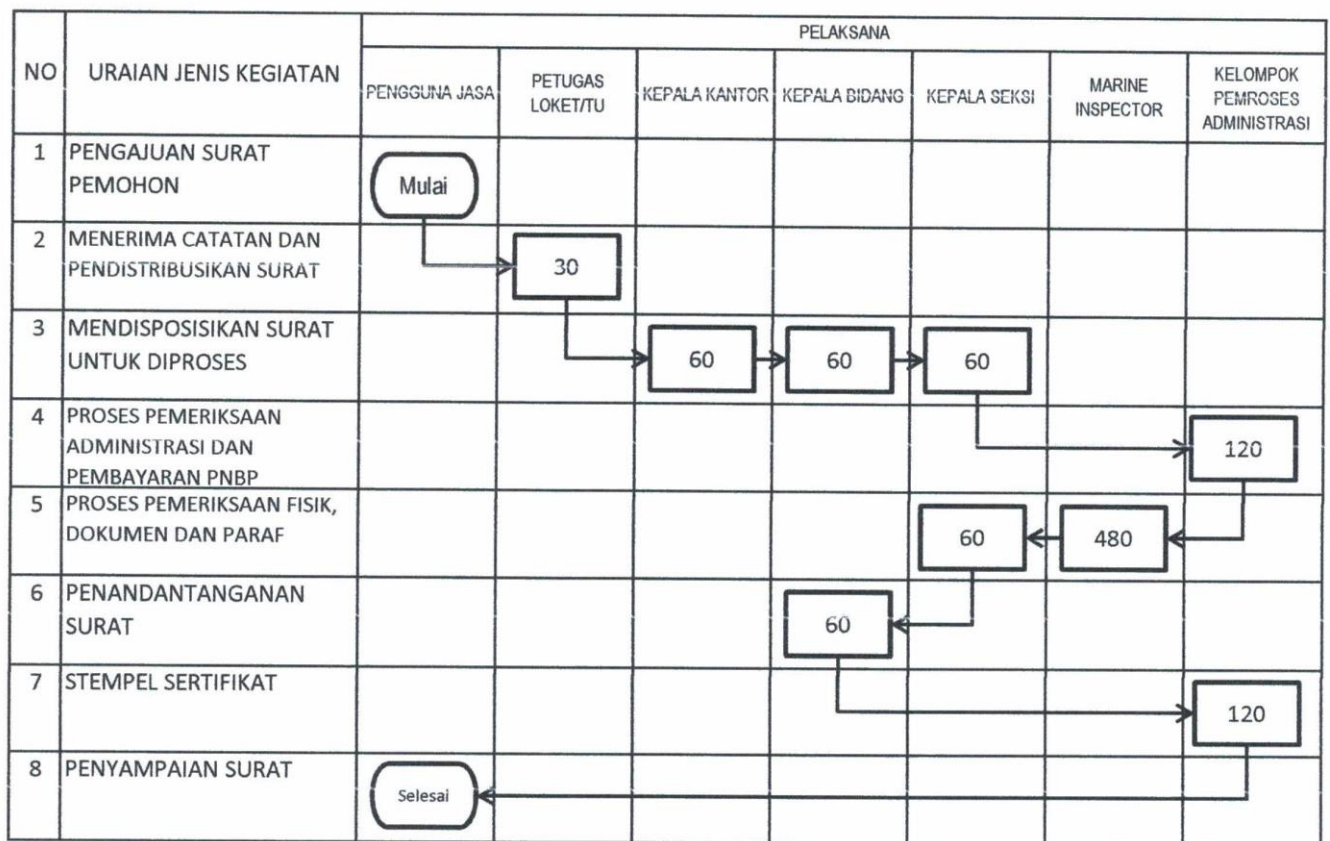 PELAKSANA
NO
URAIAN JENIS KEGIATAN
PENGGUNA JASA
PETUGAS
LOKET/TU
KEPALA KANTOR
KEPALA BIDANG
KEPALA SEKSI
MARINE
INSPECTOR
KELOMPOK
PEMROSES
ADMINISTRASI
1
PENGAJUAN SURAT
PEMOHON
Mulai
2
MENERIMA CATATAN DAN
PENDISTRIBUSIKAN SURAT
30
3
MENDISPOSISIKAN SURAT
UNTUK DIPROSES
60
60
60
4
PROSES PEMERIKSAAN
ADMINISTRASI DAN
PEMBAYARAN PNBP
120
5
PROSES PEMERIKSAAN FISIK,
DOKUMEN DAN PARAF
60
480
6
PENANDANTANGANAN
SURAT
60
7
STEMPEL SERTIFIKAT
120
8
PENYAMPAIAN SURAT
Selesai